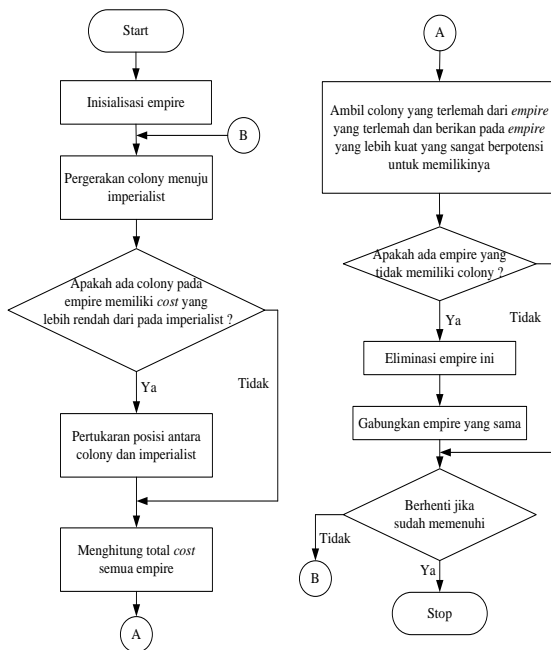 Start
Inisialisasi empire
B
Pergerakan colony menuju
imperialist
Apakah ada colony pada
empire memiliki cost yang
lebih rendah dari pada imperialist ?
Ya
Tidak
Pertukaran posisi antara
colony dan imperialist
Menghitung total cost
semua empire
A
A
Ambil colony yang terlemah dari empire
yang terlemah dan berikan pada empire
yang lebih kuat yang sangat berpotensi
untuk memilikinya
Apakah ada empire yang
tidak memiliki colony ?
Ya
Tidak
Eliminasi empire ini
Gabungkan empire yang sama
Berhenti jika
sudah memenuhi
Tidak
B
Ya
Stop